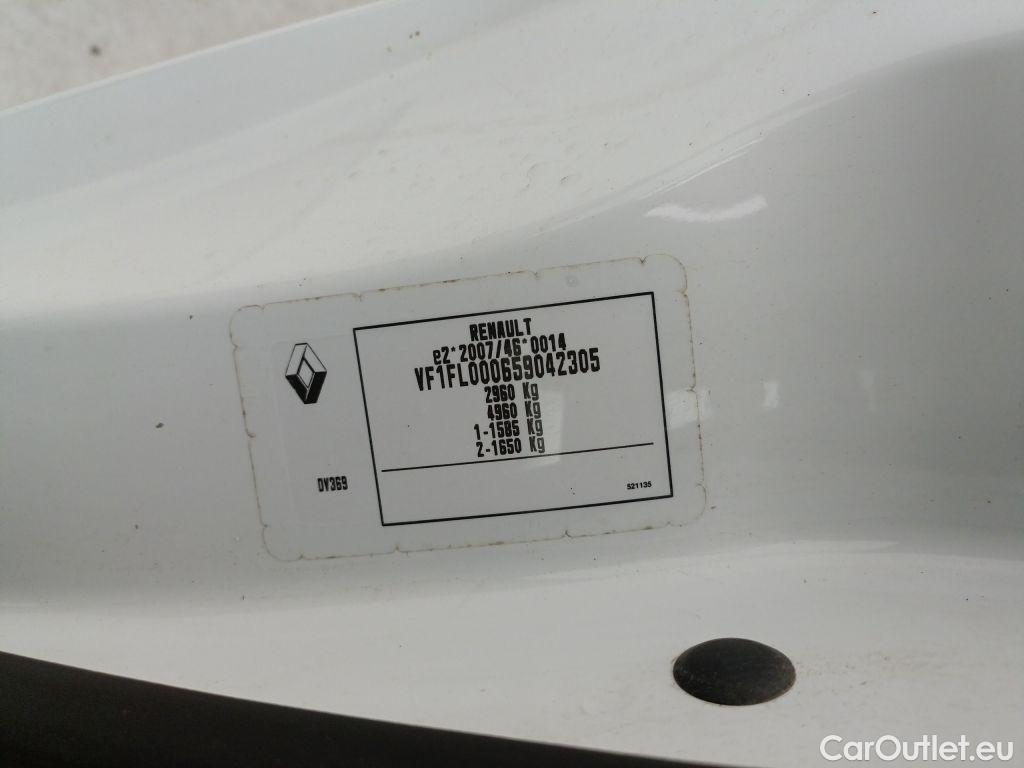 RENAULT
e2*2007/46*0014
VF1FL000659042305
2960 Kg
4960 Kg
1-1585 Kg
2-1650 Kg
DV369
521135
CarOutlet.eu